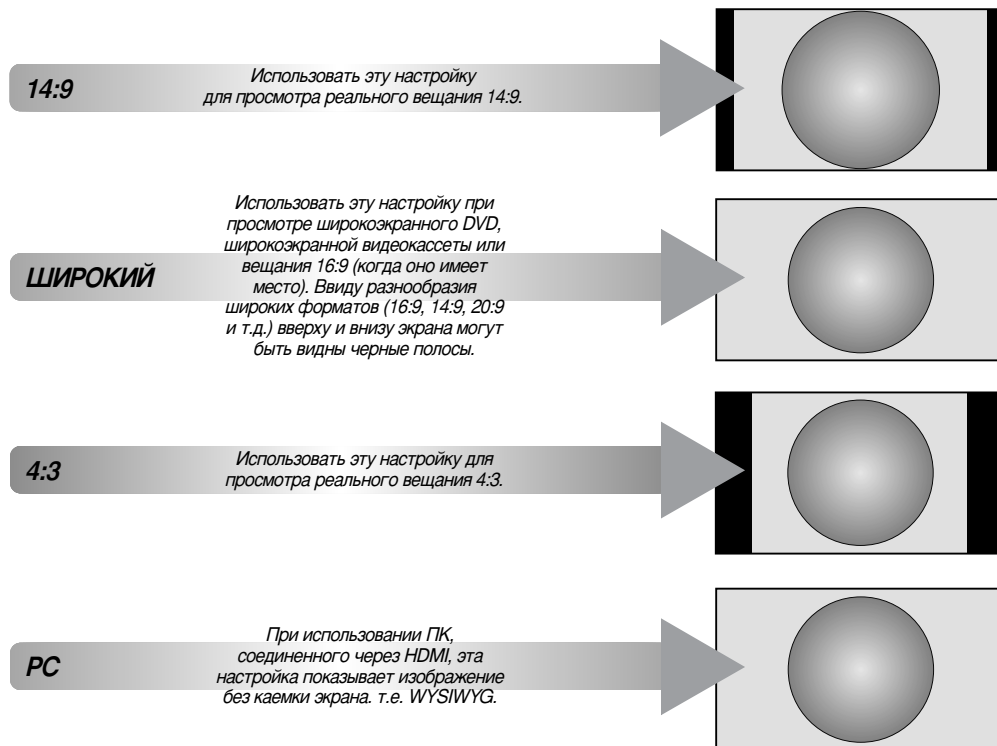 14:9
Использовать эту настройку
для просмотра реального вещания 14:9.
ШИРОКИЙ
Использовать эту настройку при
просмотре широкоэкранного DVD,
широкоэкранной видеокассеты или
вещания 16:9 (когда оно имеет
место). Ввиду разнообразия
широких форматов (16:9, 14:9, 20:9
и т.д.) вверху и внизу экрана могут
быть видны черные полосы.
4:3
Использовать эту настройку для
просмотра реального вещания 4:3.
PC
При использовании ПК,
соединенного через HDMI, эта
настройка показывает изображение
без каемки экрана. т.е. WYSIWYG.